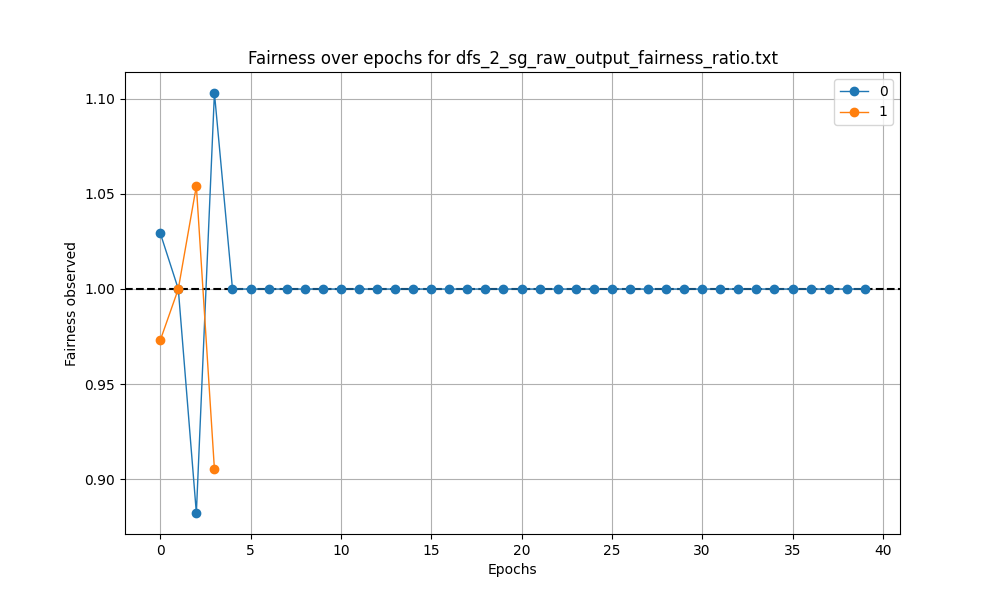 Fairness over epochs for dfs_2_sg_raw_output_fairness_ratio.txt
0
1
1.10
1.05
1.00
0.95
0.90
Fairness observed
0 5 10 15 20 25 30 35 40
Epochs